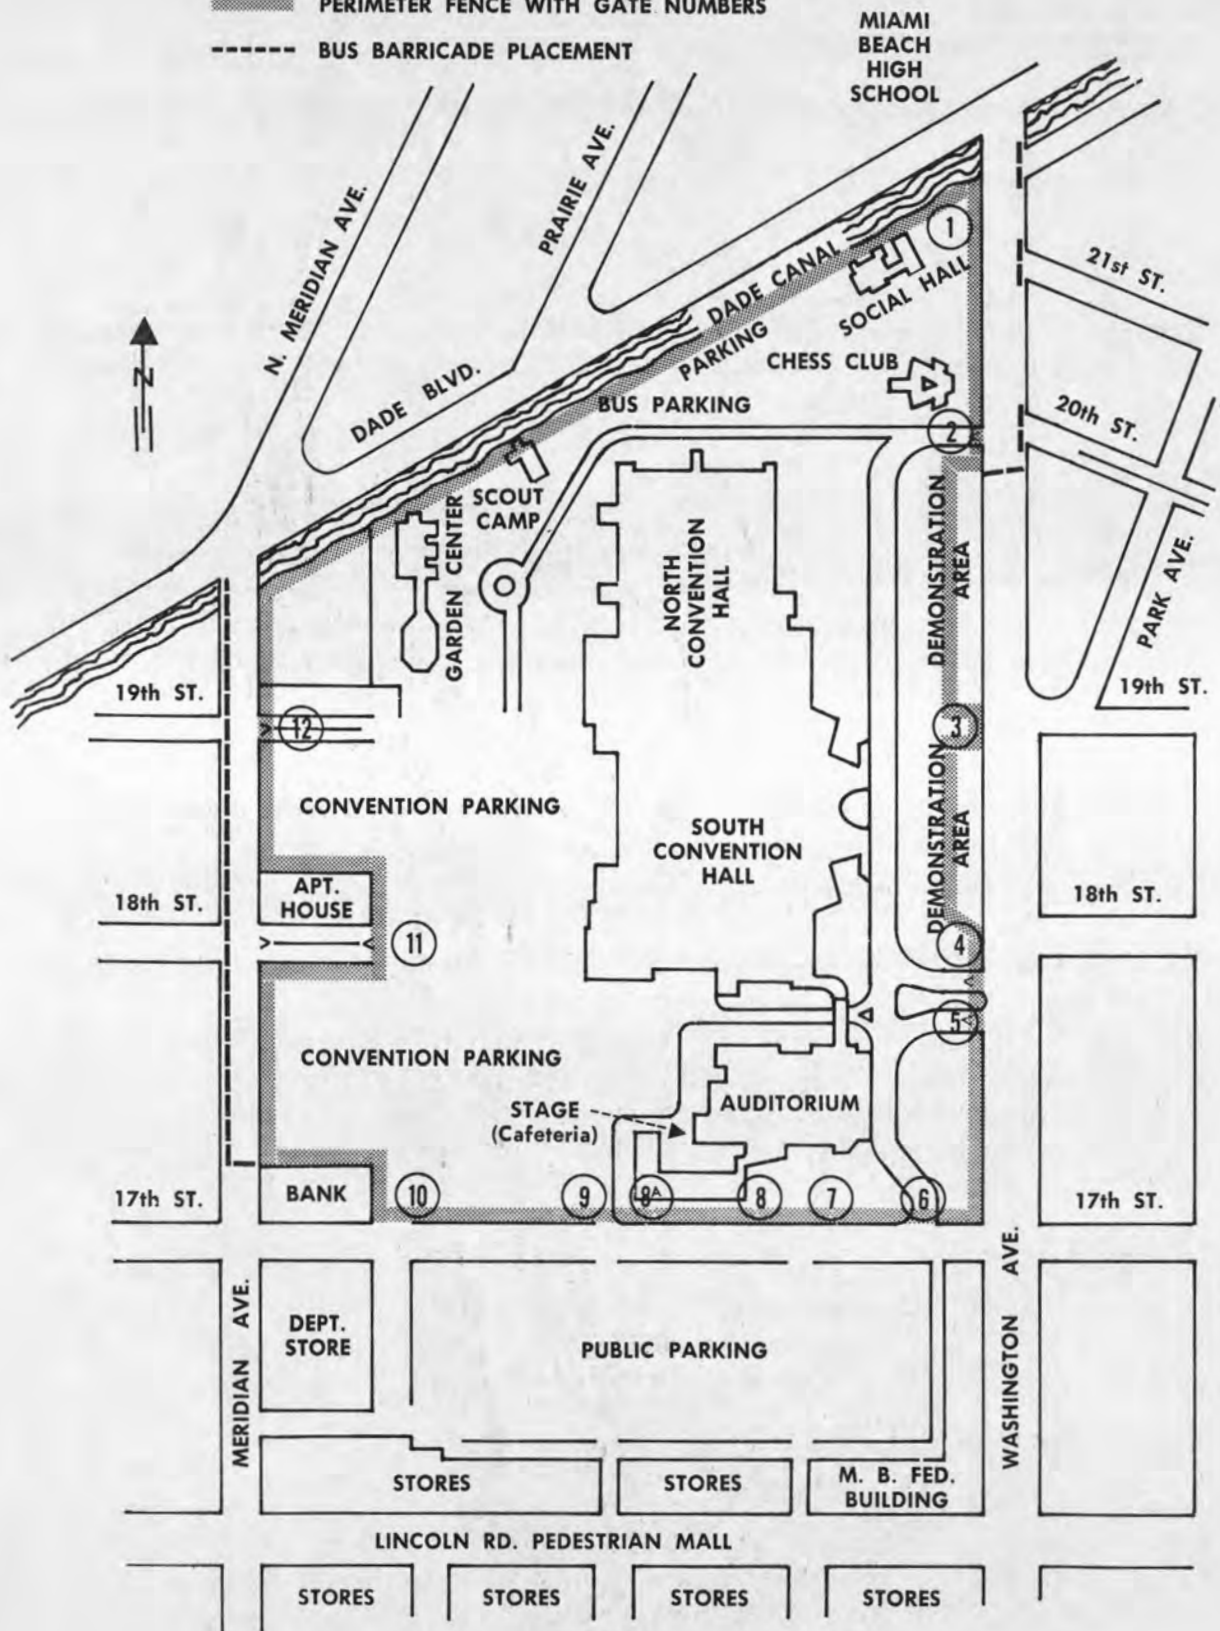 PERIMETER FENCE WITH GATE NUMBERS
BUS BARRICADE PLACEMENT
MIAMI
BEACH
HIGH
SCHOOL
N. MERIDIAN AVE.
PRAIRIE AVE.
DADE BLVD.
DADE CANAL
PARKING
BUS PARKING
1
SOCIAL HALL
CHESS CLUB
2
21st ST.
20th ST.
PARK AVE.
N
SCOUT
CAMP
GARDEN CENTER
NORTH
CONVENTION
HALL
DEMONSTRATION
AREA
19th ST.
12
3
19th ST.
CONVENTION PARKING
SOUTH
CONVENTION
HALL
DEMONSTRATION
AREA
APT.
HOUSE
18th ST.
18th ST.
11
4
5
CONVENTION PARKING
STAGE
(Cafeteria)
AUDITORIUM
17th ST.
BANK
10
9
8A
8
7
6
17th ST.
MERIDIAN AVE.
DEPT.
STORE
PUBLIC PARKING
WASHINGTON AVE.
STORES
STORES
M. B. FED.
BUILDING
LINCOLN RD. PEDESTRIAN MALL
STORES
STORES
STORES
STORES